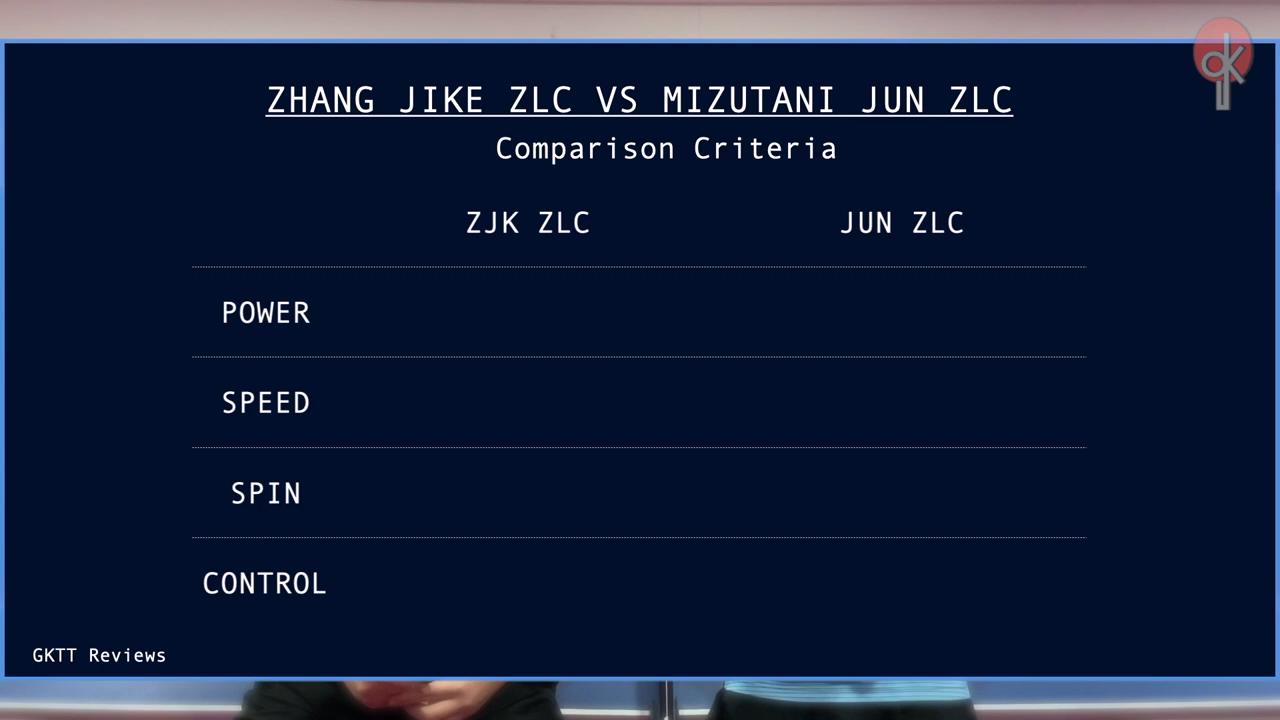 ZHANG JIKE ZLC VS MIZUTANI JUN ZLC
Comparison Criteria
ZJK ZLC JUN ZLC
POWER
SPEED
SPIN
CONTROL
GKTT Reviews